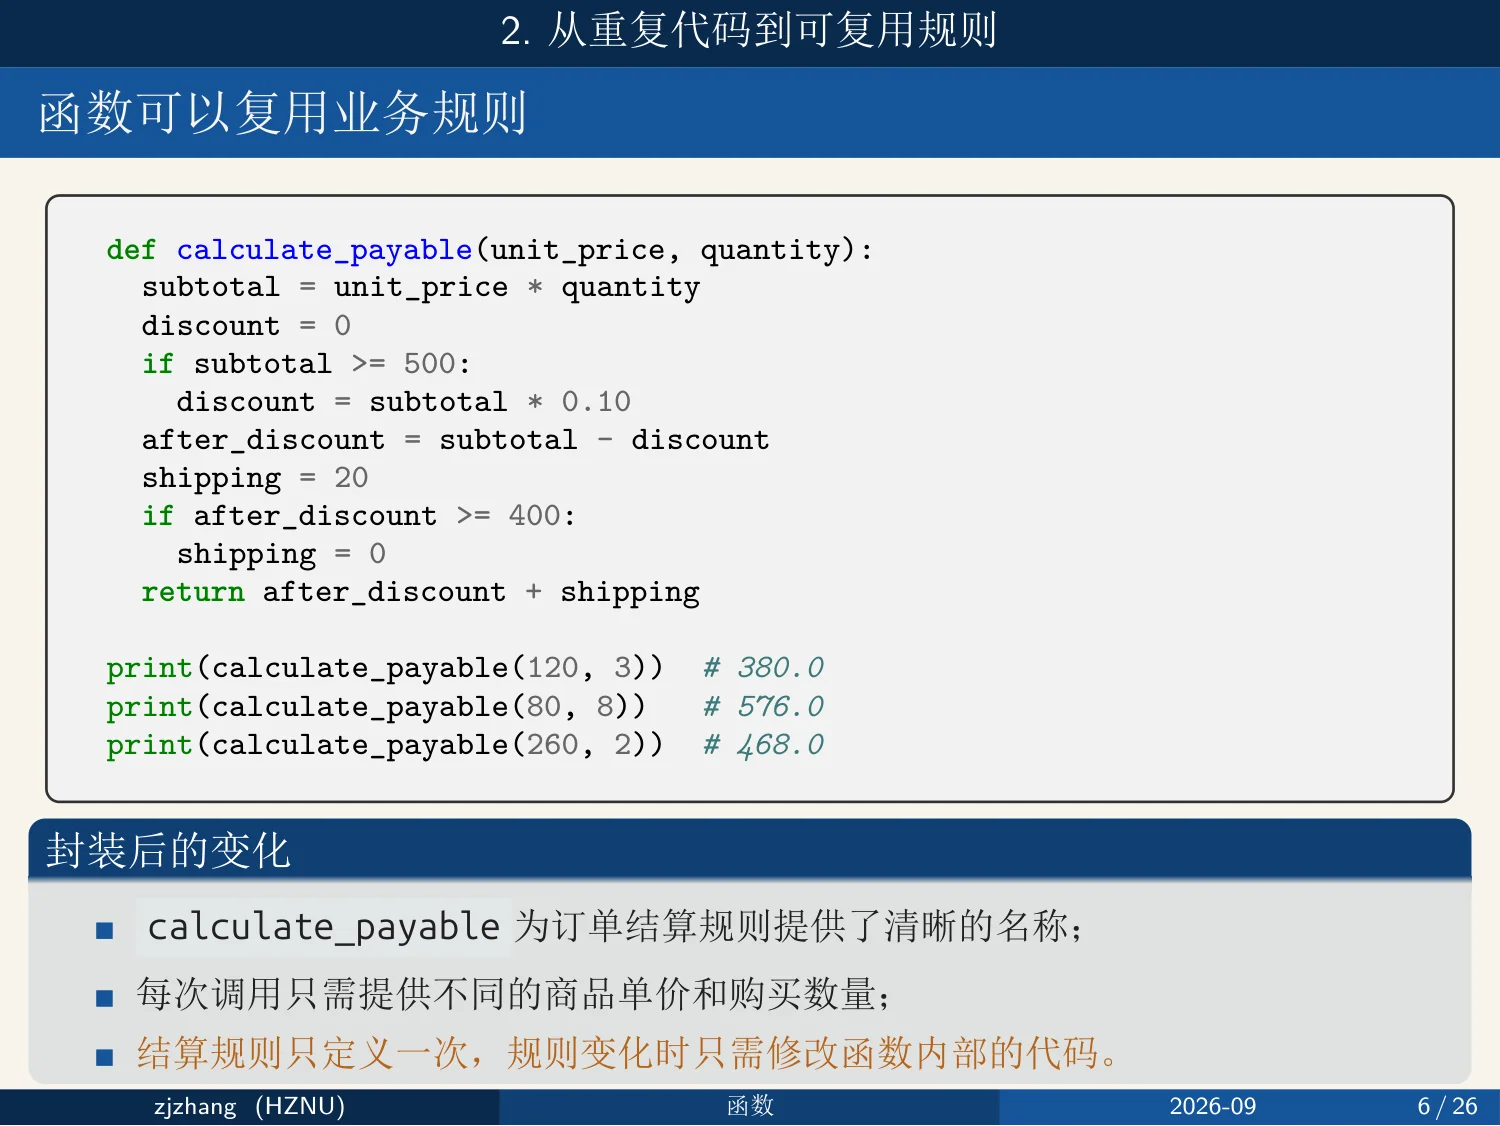 2. 从重复代码到可复用规则
函数可以复用业务规则
def calculate_payable(unit_price, quantity):
  subtotal = unit_price * quantity
  discount = 0
  if subtotal >= 500:
    discount = subtotal * 0.10
  after_discount = subtotal - discount
  shipping = 20
  if after_discount >= 400:
    shipping = 0
  return after_discount + shipping
print(calculate_payable(120, 3))  # 380.0
print(calculate_payable(80, 8))   # 576.0
print(calculate_payable(260, 2))  # 468.0
封装后的变化
calculate_payable 为订单结算规则提供了清晰的名称；
每次调用只需提供不同的商品单价和购买数量；
结算规则只定义一次，规则变化时只需修改函数内部的代码。
zjzhang (HZNU) 函数 2026-09 6 / 26